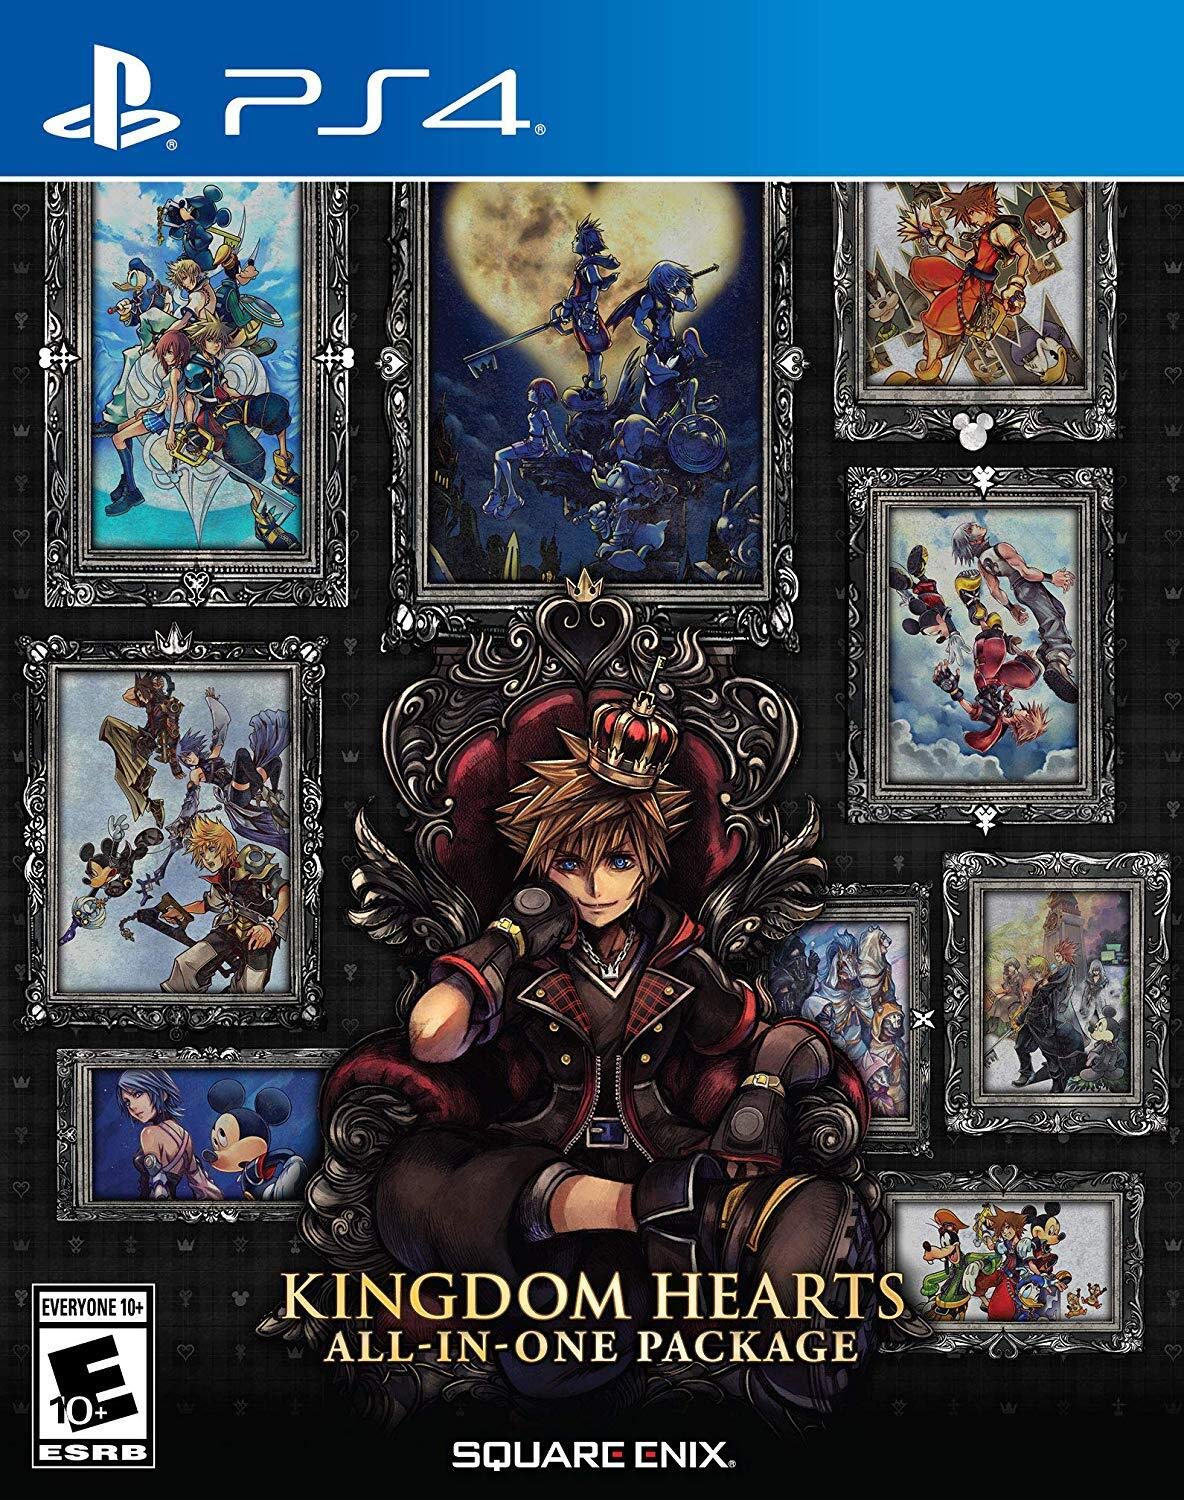 PS4®
KINGDOM HEARTS
ALL-IN-ONE PACKAGE
EVERYONE 10+
E
10+
ESRB
SQUARE ENIX®